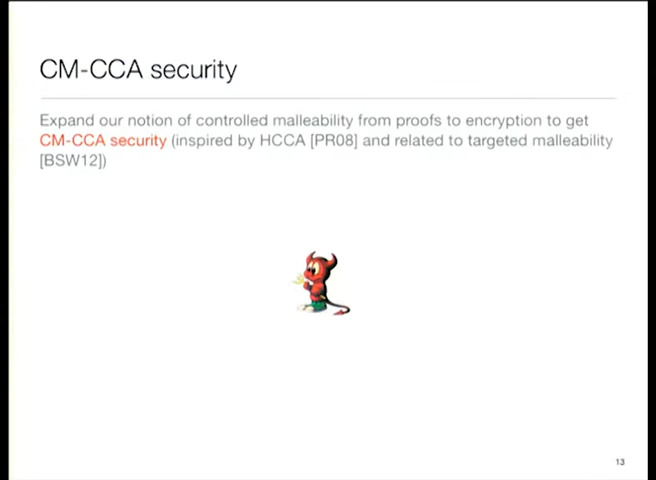 CM-CCA security
Expand our notion of controlled malleability from proofs to encryption to get
CM-CCA security (inspired by HCCA [PR08] and related to targeted malleability
[BSW12])
13